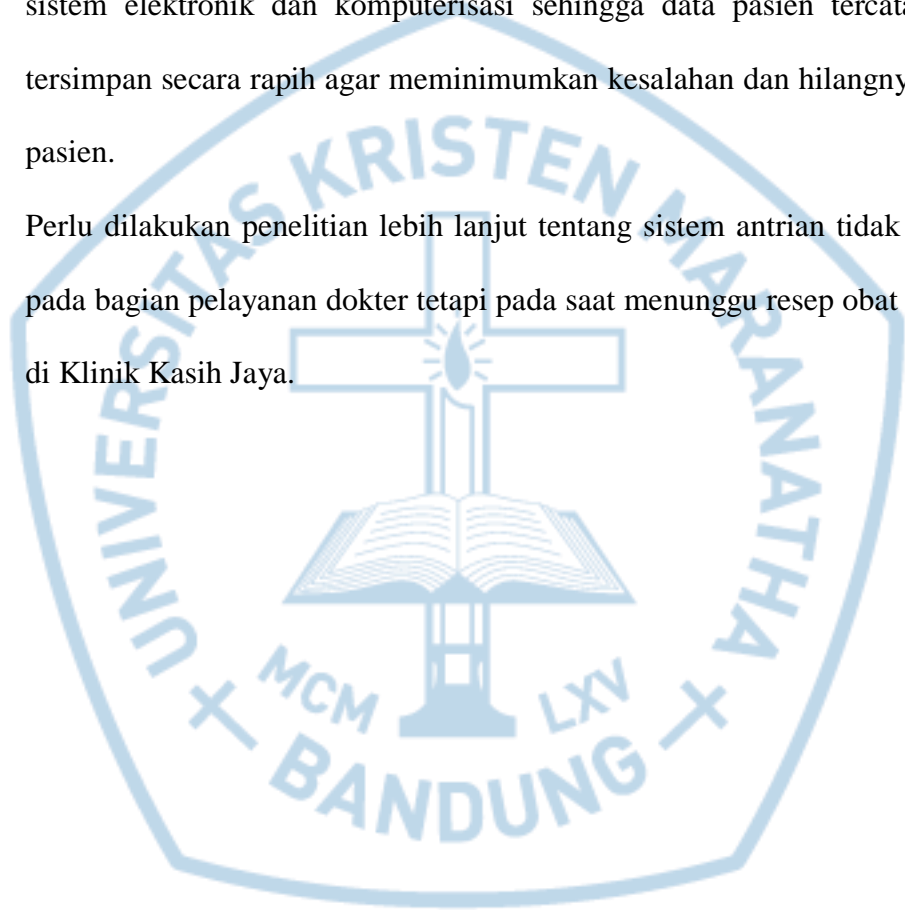 sistem elektronik dan komputerisasi sehingga data pasien
tersimpan secara rapih agar meminimumkan kesalahan dan
pasien.
Perlu dilakukan penelitian lebih lanjut tentang sistem antrian tidak
pada bagian pelayanan dokter tetapi pada saat menunggu resep obat
di Klinik Kasih Jaya.
UNIVERSITAS KRISTEN MARANATHA
MCM LXV
BANDUNG